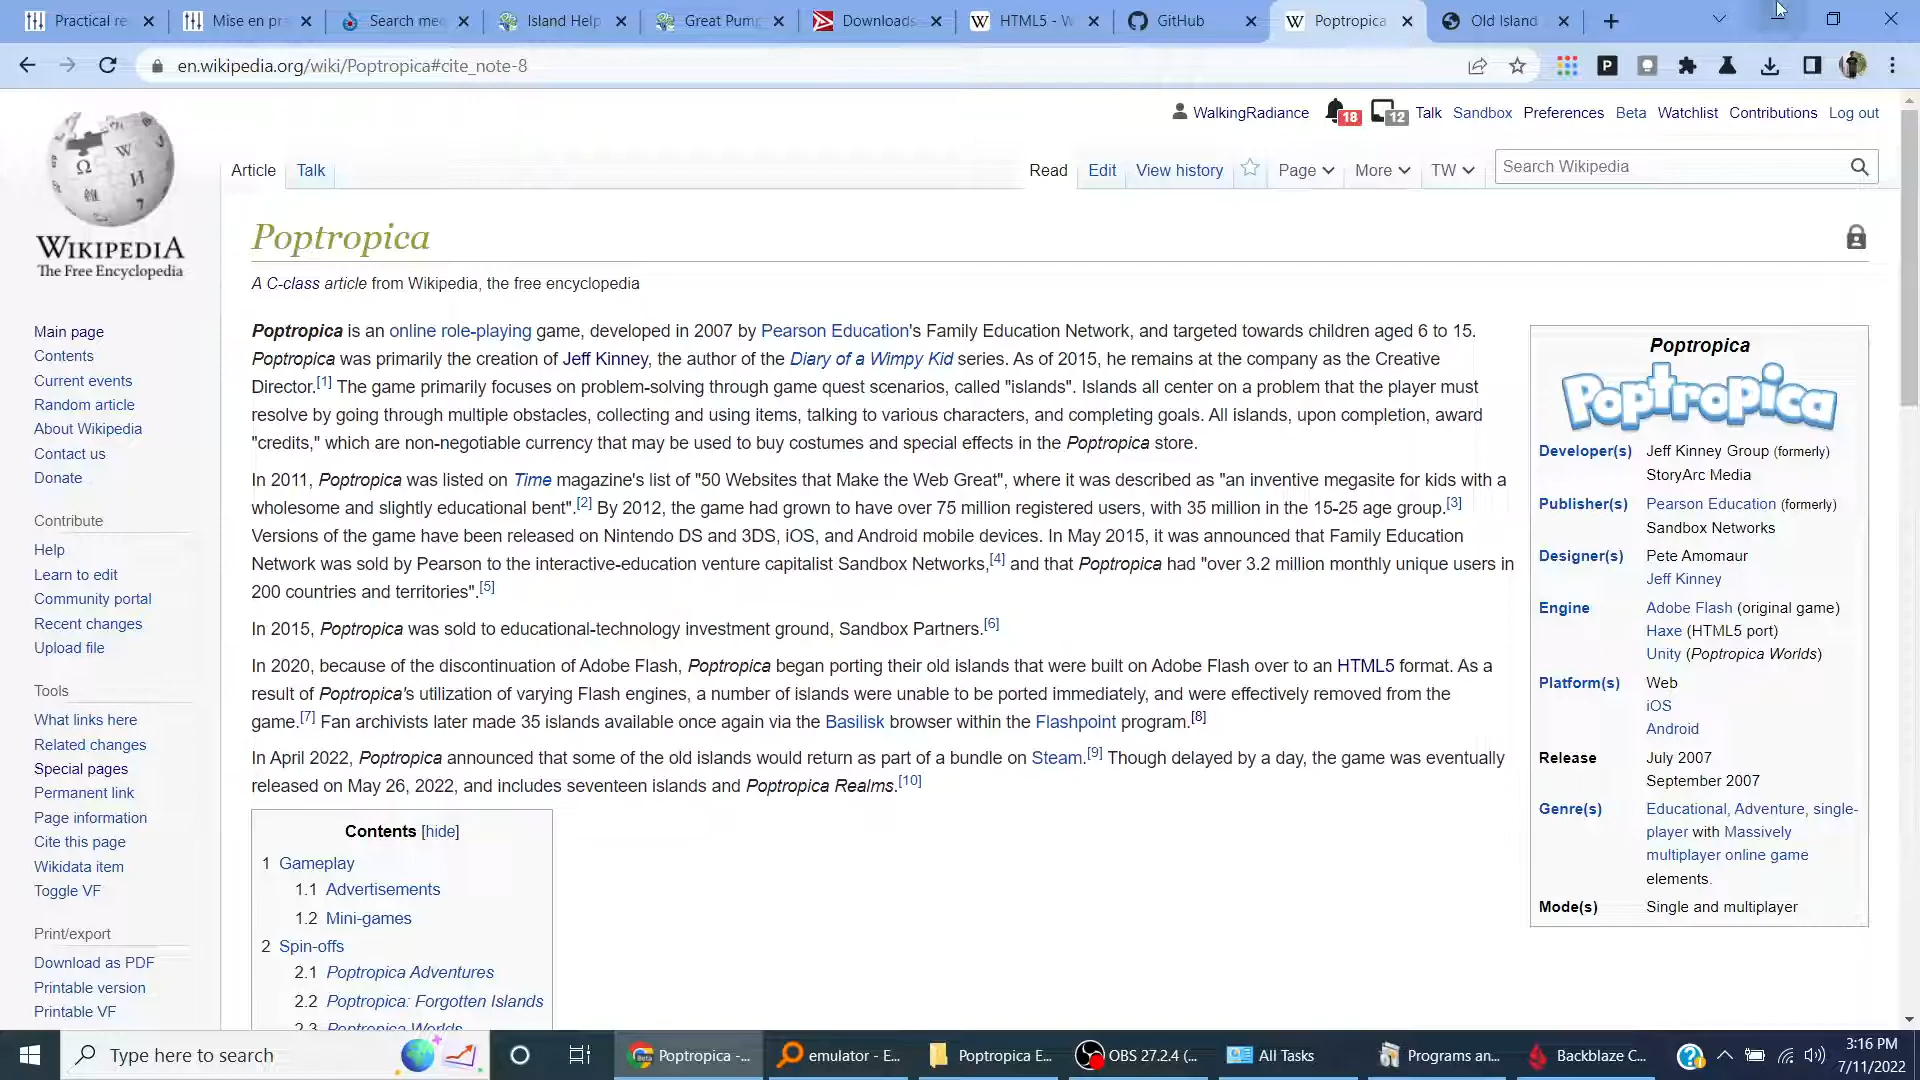 Practical re
Mise en pr
Search me
Island Help
Great Pum
Downloads
HTML5 - W
GitHub
Poptropica
Old Island
en.wikipedia.org/wiki/Poptropica#cite_note-8
WalkingRadiance 18 12 Talk Sandbox Preferences Beta Watchlist Contributions Log out
WIKIPEDIA
The Free Encyclopedia
Article Talk Read Edit View history Page More TW Search Wikipedia
Poptropica
A C-class article from Wikipedia, the free encyclopedia
Main page
Contents
Current events
Random article
About Wikipedia
Contact us
Donate
Contribute
Help
Learn to edit
Community portal
Recent changes
Upload file
Tools
What links here
Related changes
Special pages
Permanent link
Page information
Cite this page
Wikidata item
Toggle VF
Print/export
Download as PDF
Printable version
Printable VF
Poptropica is an online role-playing game, developed in 2007 by Pearson Education's Family Education Network, and targeted towards children aged 6 to 15.
Poptropica was primarily the creation of Jeff Kinney, the author of the Diary of a Wimpy Kid series. As of 2015, he remains at the company as the Creative
Director.[1] The game primarily focuses on problem-solving through game quest scenarios, called "islands". Islands all center on a problem that the player must
resolve by going through multiple obstacles, collecting and using items, talking to various characters, and completing goals. All islands, upon completion, award
"credits," which are non-negotiable currency that may be used to buy costumes and special effects in the Poptropica store.
In 2011, Poptropica was listed on Time magazine's list of "50 Websites that Make the Web Great", where it was described as "an inventive megasite for kids with a
wholesome and slightly educational bent".[2] By 2012, the game had grown to have over 75 million registered users, with 35 million in the 15-25 age group.[3]
Versions of the game have been released on Nintendo DS and 3DS, iOS, and Android mobile devices. In May 2015, it was announced that Family Education
Network was sold by Pearson to the interactive-education venture capitalist Sandbox Networks,[4] and that Poptropica had "over 3.2 million monthly unique users in
200 countries and territories".[5]
In 2015, Poptropica was sold to educational-technology investment ground, Sandbox Partners.[6]
In 2020, because of the discontinuation of Adobe Flash, Poptropica began porting their old islands that were built on Adobe Flash over to an HTML5 format. As a
result of Poptropica's utilization of varying Flash engines, a number of islands were unable to be ported immediately, and were effectively removed from the
game.[7] Fan archivists later made 35 islands available once again via the Basilisk browser within the Flashpoint program.[8]
In April 2022, Poptropica announced that some of the old islands would return as part of a bundle on Steam.[9] Though delayed by a day, the game was eventually
released on May 26, 2022, and includes seventeen islands and Poptropica Realms.[10]
Contents [hide]
1 Gameplay
1.1 Advertisements
1.2 Mini-games
2 Spin-offs
2.1 Poptropica Adventures
2.2 Poptropica: Forgotten Islands
2.3 Poptropica Worlds
Poptropica
Poptropica
Developer(s) Jeff Kinney Group (formerly)
StoryArc Media
Publisher(s) Pearson Education (formerly)
Sandbox Networks
Designer(s) Pete Amomaur
Jeff Kinney
Engine Adobe Flash (original game)
Haxe (HTML5 port)
Unity (Poptropica Worlds)
Platform(s) Web
iOS
Android
Release July 2007
September 2007
Genre(s) Educational, Adventure, single-
player with Massively
multiplayer online game
elements.
Mode(s) Single and multiplayer
Type here to search
Poptropica -...
emulator - E...
Poptropica E...
OBS 27.2.4 (...
All Tasks
Programs an...
Backblaze C...
3:16 PM
7/11/2022